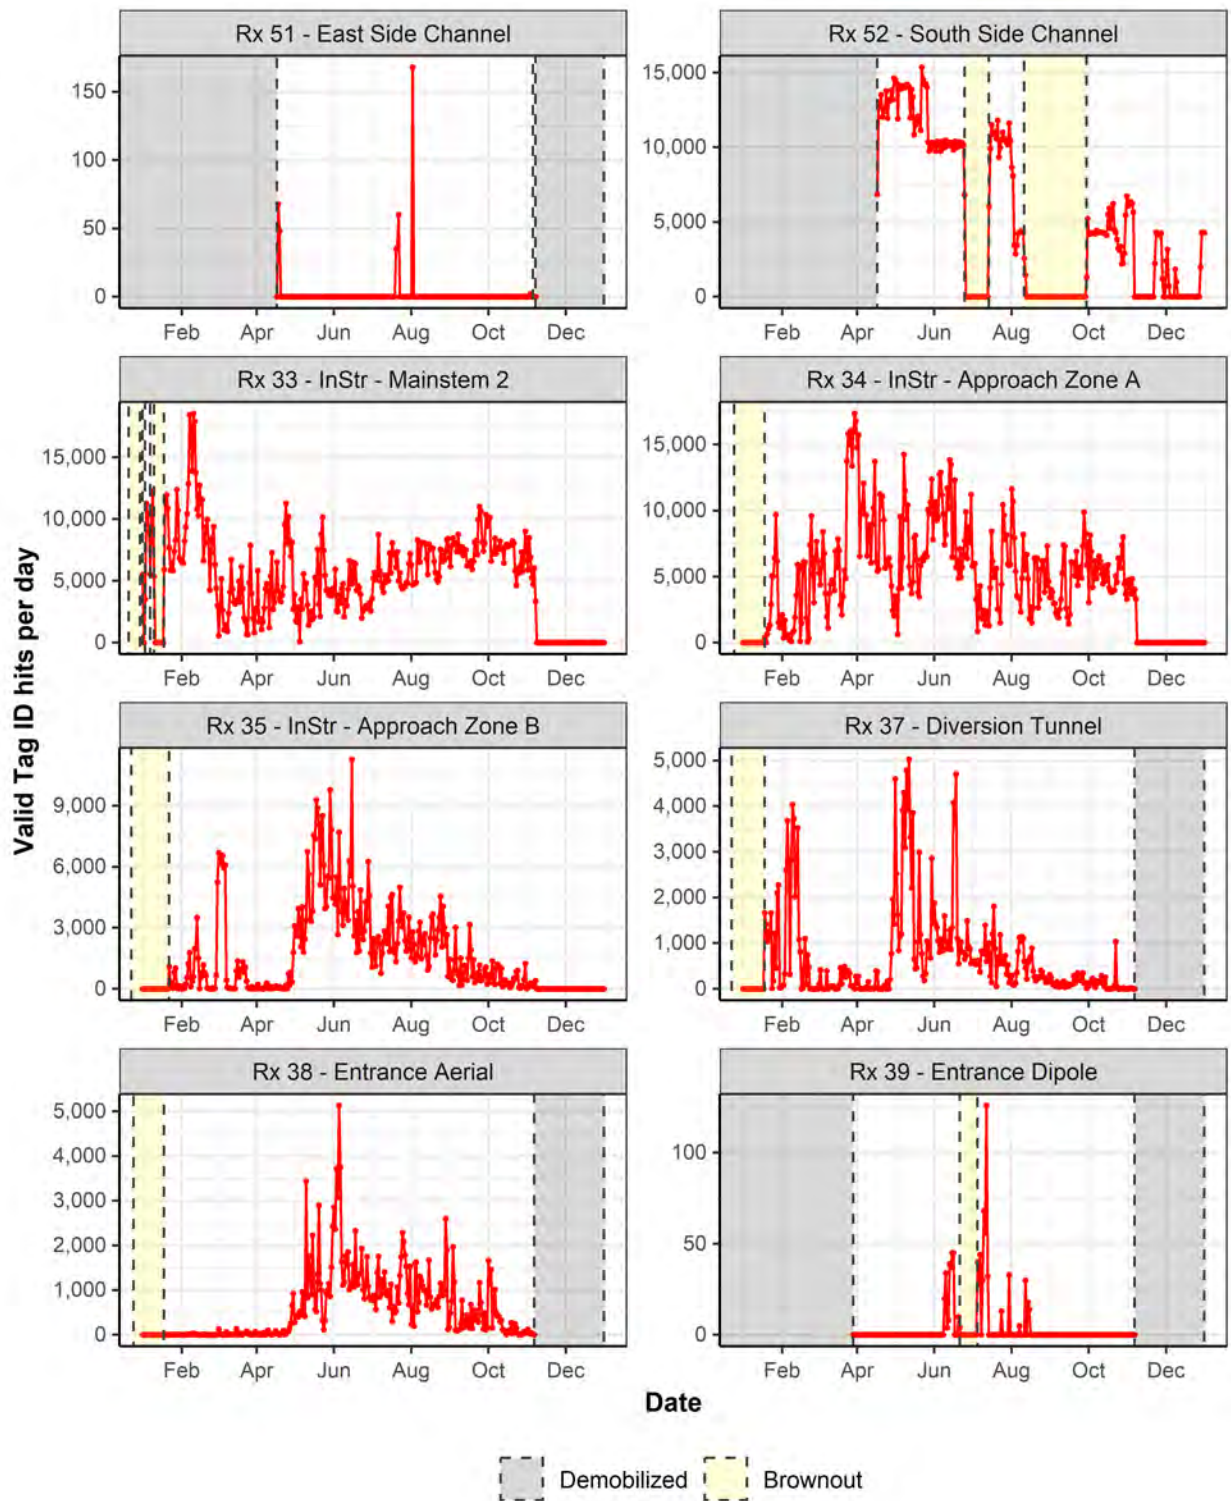 Rx 51 - East Side Channel
Rx 52 - South Side Channel
150
100
50
0
15,000
10,000
5,000
0
Feb Apr Jun Aug Oct Dec
Feb Apr Jun Aug Oct Dec
Rx 33 - InStr - Mainstem 2
Rx 34 - InStr - Approach Zone A
15,000
10,000
5,000
0
15,000
10,000
5,000
0
Feb Apr Jun Aug Oct Dec
Feb Apr Jun Aug Oct Dec
Valid Tag ID hits per day
Rx 35 - InStr - Approach Zone B
Rx 37 - Diversion Tunnel
9,000
6,000
3,000
0
5,000
4,000
3,000
2,000
1,000
0
Feb Apr Jun Aug Oct Dec
Feb Apr Jun Aug Oct Dec
Rx 38 - Entrance Aerial
Rx 39 - Entrance Dipole
5,000
4,000
3,000
2,000
1,000
0
100
50
0
Feb Apr Jun Aug Oct Dec
Feb Apr Jun Aug Oct Dec
Date
Demobilized Brownout